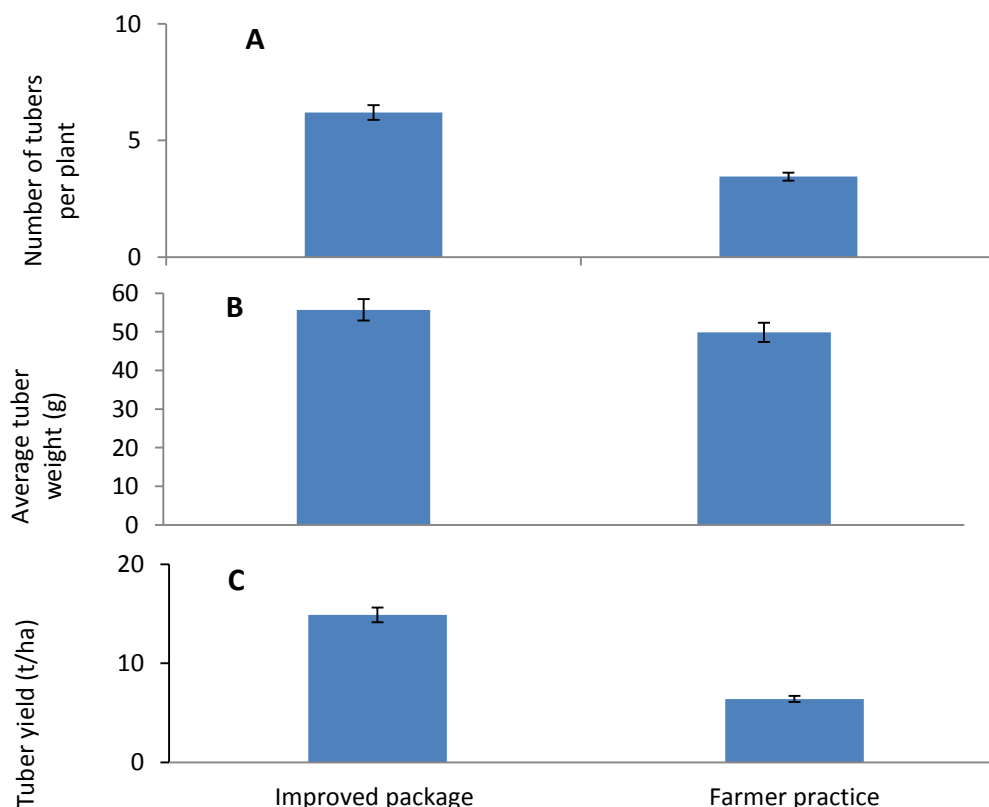 A
10
5
0
Number of tubers
per plant
B
60
50
40
30
20
10
0
Average tuber
weight (g)
C
20
10
0
Tuber yield (t/ha)
Improved package
Farmer practice